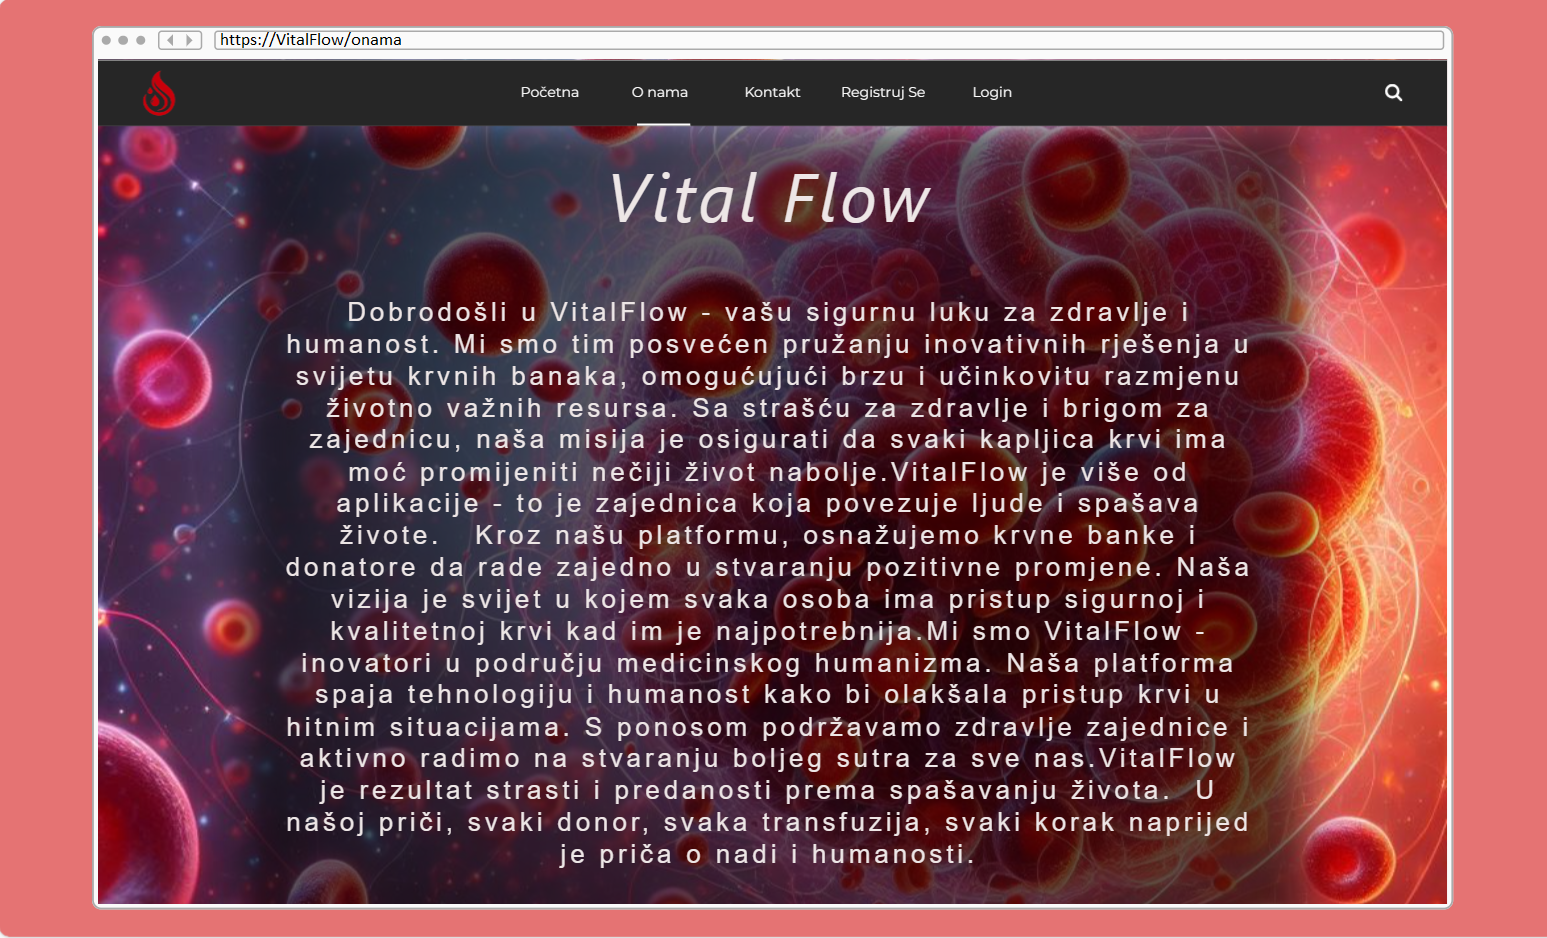 https://VitalFlow/onama
Početna O nama Kontakt Registruj Se Login
Vital Flow
Dobrodošli u VitalFlow - vašu sigurnu luku za zdravlje i
humanost. Mi smo tim posvećen pružanju inovativnih rješenja u
svijetu krvnih banaka, omogućujući brzu i učinkovitu razmjenu
životno važnih resursa. Sa strašću za zdravlje i brigom za
zajednicu, naša misija je osigurati da svaki kapljica krvi ima
moć promijeniti nečiji život nabolje.VitalFlow je više od
aplikacije - to je zajednica koja povezuje ljude i spašava
živote.   Kroz našu platformu, osnažujemo krvne banke i
donatore da rade zajedno u stvaranju pozitivne promjene. Naša
vizija je svijet u kojem svaka osoba ima pristup sigurnoj i
kvalitetnoj krvi kad im je najpotrebnija.Mi smo VitalFlow -
inovatori u području medicinskog humanizma. Naša platforma
spaja tehnologiju i humanost kako bi olakšala pristup krvi u
hitnim situacijama. S ponosom podržavamo zdravlje zajednice i
aktivno radimo na stvaranju boljeg sutra za sve nas.VitalFlow
je rezultat strasti i predanosti prema spašavanju života.  U
našoj priči, svaki donor, svaka transfuzija, svaki korak naprijed
je priča o nadi i humanosti.